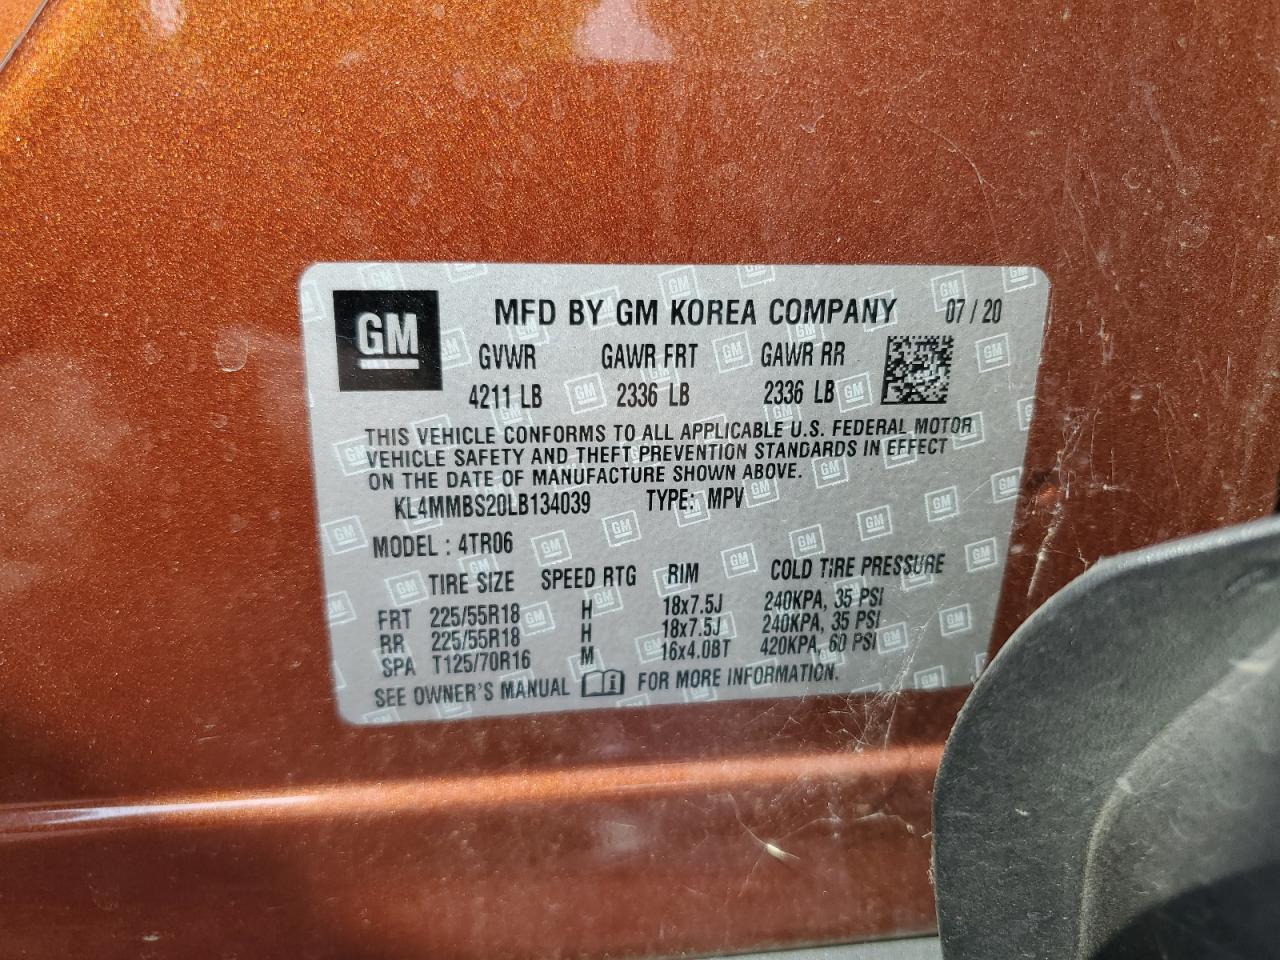 GM MFD BY GM KOREA COMPANY 07/20
GVWR GAWR FRT GAWR RR
4211 LB 2336 LB 2336 LB
THIS VEHICLE CONFORMS TO ALL APPLICABLE U.S. FEDERAL MOTOR
VEHICLE SAFETY AND THEFT PREVENTION STANDARDS IN EFFECT
ON THE DATE OF MANUFACTURE SHOWN ABOVE.
KL4MMBS20LB134039 TYPE: MPV
MODEL : 4TR06
TIRE SIZE SPEED RTG RIM COLD TIRE PRESSURE
FRT 225/55R18 H 18x7.5J 240KPA, 35 PSI
RR 225/55R18 H 18x7.5J 240KPA, 35 PSI
SPA T125/70R16 M 16x4.0BT 420KPA, 60 PSI
SEE OWNER'S MANUAL i FOR MORE INFORMATION.